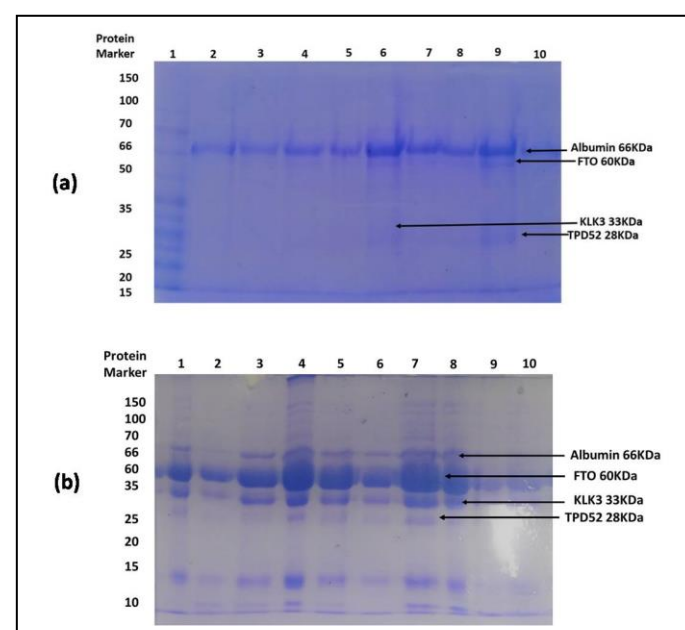 Protein
Marker
1 2 3 4 5 6 7 8 9 10
150
100
70
66
50
35
25
20
15
Albumin 66KDa
FTO 60KDa
KLK3 33KDa
TPD52 28KDa
(a)
Protein
Marker
1 2 3 4 5 6 7 8 9 10
150
100
70
66
60
35
25
20
15
10
Albumin 66KDa
FTO 60KDa
KLK3 33KDa
TPD52 28KDa
(b)